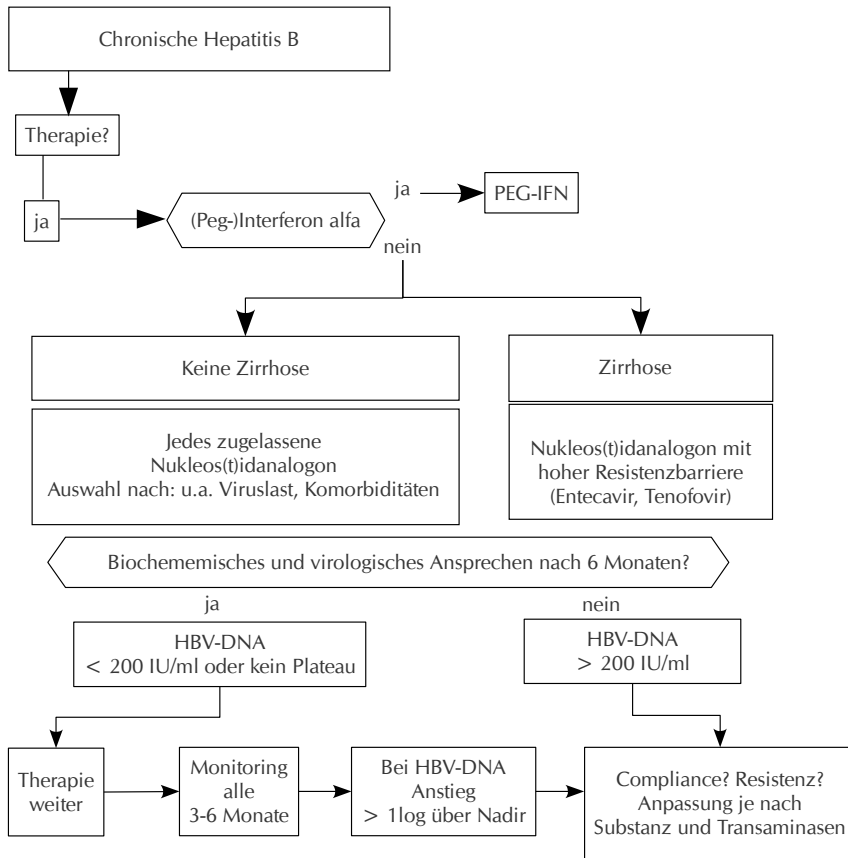 Chronische Hepatitis B
Therapie?
ja
(Peg-)Interferon alfa
ja
PEG-IFN
nein
Keine Zirrhose
Zirrhose
Jedes zugelassene
Nukleos(t)idanalogon
Auswahl nach: u.a. Viruslast, Komorbiditäten
Nukleos(t)idanalogon mit
hoher Resistenzbarriere
(Entecavir, Tenofovir)
Biochememisches und virologisches Ansprechen nach 6 Monaten?
ja
nein
HBV-DNA
< 200 IU/ml oder kein Plateau
HBV-DNA
> 200 IU/ml
Therapie
weiter
Monitoring
alle
3-6 Monate
Bei HBV-DNA
Anstieg
> 1log über Nadir
Compliance? Resistenz?
Anpassung je nach
Substanz und Transaminasen